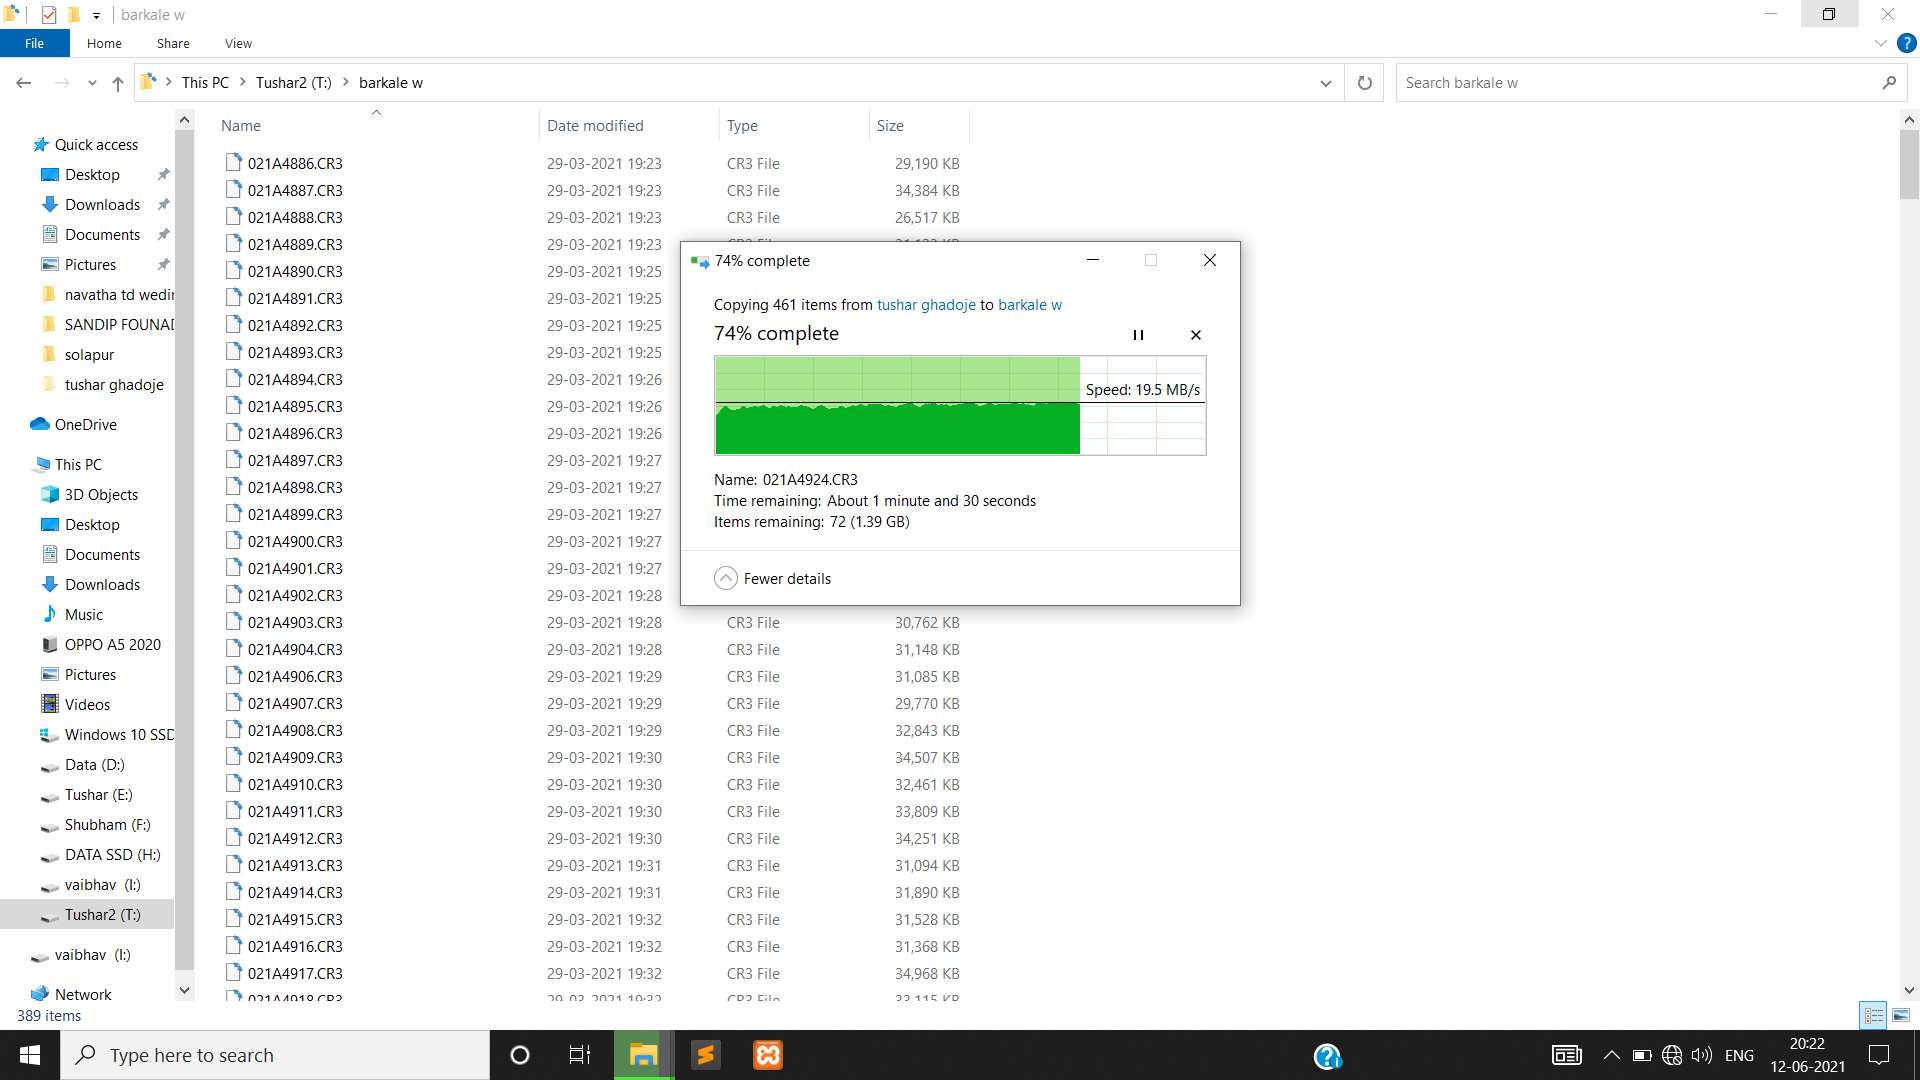 barkale w
File Home Share View
This PC Tushar2 (T:) barkale w
Search barkale w
Name Date modified Type Size
Quick access
Desktop
Downloads
Documents
Pictures
navatha td wedin
SANDIP FOUNAD
solapur
tushar ghadoje
OneDrive
This PC
3D Objects
Desktop
Documents
Downloads
Music
OPPO A5 2020
Pictures
Videos
Windows 10 SSD
Data (D:)
Tushar (E:)
Shubham (F:)
DATA SSD (H:)
vaibhav (I:)
Tushar2 (T:)
vaibhav (I:)
Network
021A4886.CR3 29-03-2021 19:23 CR3 File 29,190 KB
021A4887.CR3 29-03-2021 19:23 CR3 File 34,384 KB
021A4888.CR3 29-03-2021 19:23 CR3 File 26,517 KB
021A4889.CR3 29-03-2021 19:23
021A4890.CR3 29-03-2021 19:25
021A4891.CR3 29-03-2021 19:25
021A4892.CR3 29-03-2021 19:25
021A4893.CR3 29-03-2021 19:25
021A4894.CR3 29-03-2021 19:26
021A4895.CR3 29-03-2021 19:26
021A4896.CR3 29-03-2021 19:26
021A4897.CR3 29-03-2021 19:27
021A4898.CR3 29-03-2021 19:27
021A4899.CR3 29-03-2021 19:27
021A4900.CR3 29-03-2021 19:27
021A4901.CR3 29-03-2021 19:27
021A4902.CR3 29-03-2021 19:28
021A4903.CR3 29-03-2021 19:28 CR3 File 30,762 KB
021A4904.CR3 29-03-2021 19:28 CR3 File 31,148 KB
021A4906.CR3 29-03-2021 19:29 CR3 File 31,085 KB
021A4907.CR3 29-03-2021 19:29 CR3 File 29,770 KB
021A4908.CR3 29-03-2021 19:29 CR3 File 32,843 KB
021A4909.CR3 29-03-2021 19:30 CR3 File 34,507 KB
021A4910.CR3 29-03-2021 19:30 CR3 File 32,461 KB
021A4911.CR3 29-03-2021 19:30 CR3 File 33,809 KB
021A4912.CR3 29-03-2021 19:30 CR3 File 34,251 KB
021A4913.CR3 29-03-2021 19:31 CR3 File 31,094 KB
021A4914.CR3 29-03-2021 19:31 CR3 File 31,890 KB
021A4915.CR3 29-03-2021 19:32 CR3 File 31,528 KB
021A4916.CR3 29-03-2021 19:32 CR3 File 31,368 KB
021A4917.CR3 29-03-2021 19:32 CR3 File 34,968 KB
021A4918.CR3 29-03-2021 19:32 CR3 File 33,115 KB
74% complete
Copying 461 items from tushar ghadoje to barkale w
74% complete
Speed: 19.5 MB/s
Name: 021A4924.CR3
Time remaining: About 1 minute and 30 seconds
Items remaining: 72 (1.39 GB)
Fewer details
389 items
Type here to search
ENG
20:22
12-06-2021